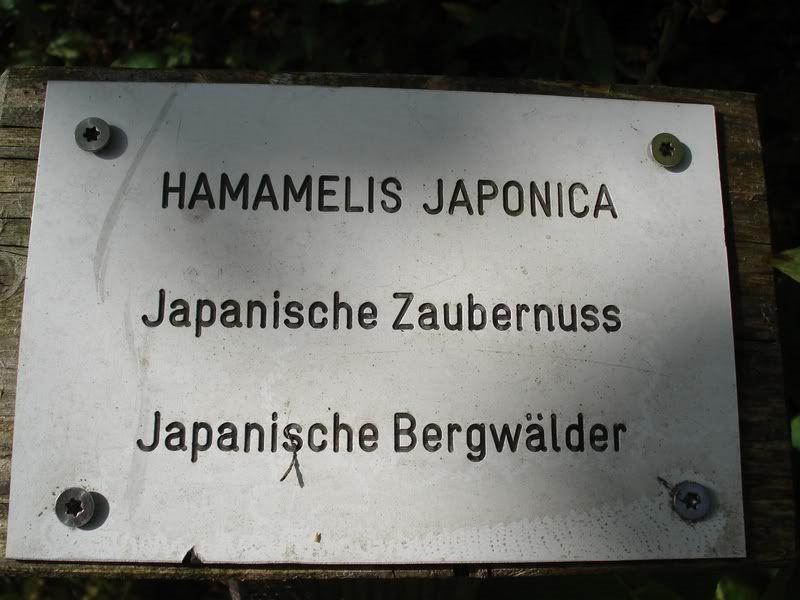 HAMAMELIS JAPONICA
Japanische Zaubernuss
Japanische Bergwälder